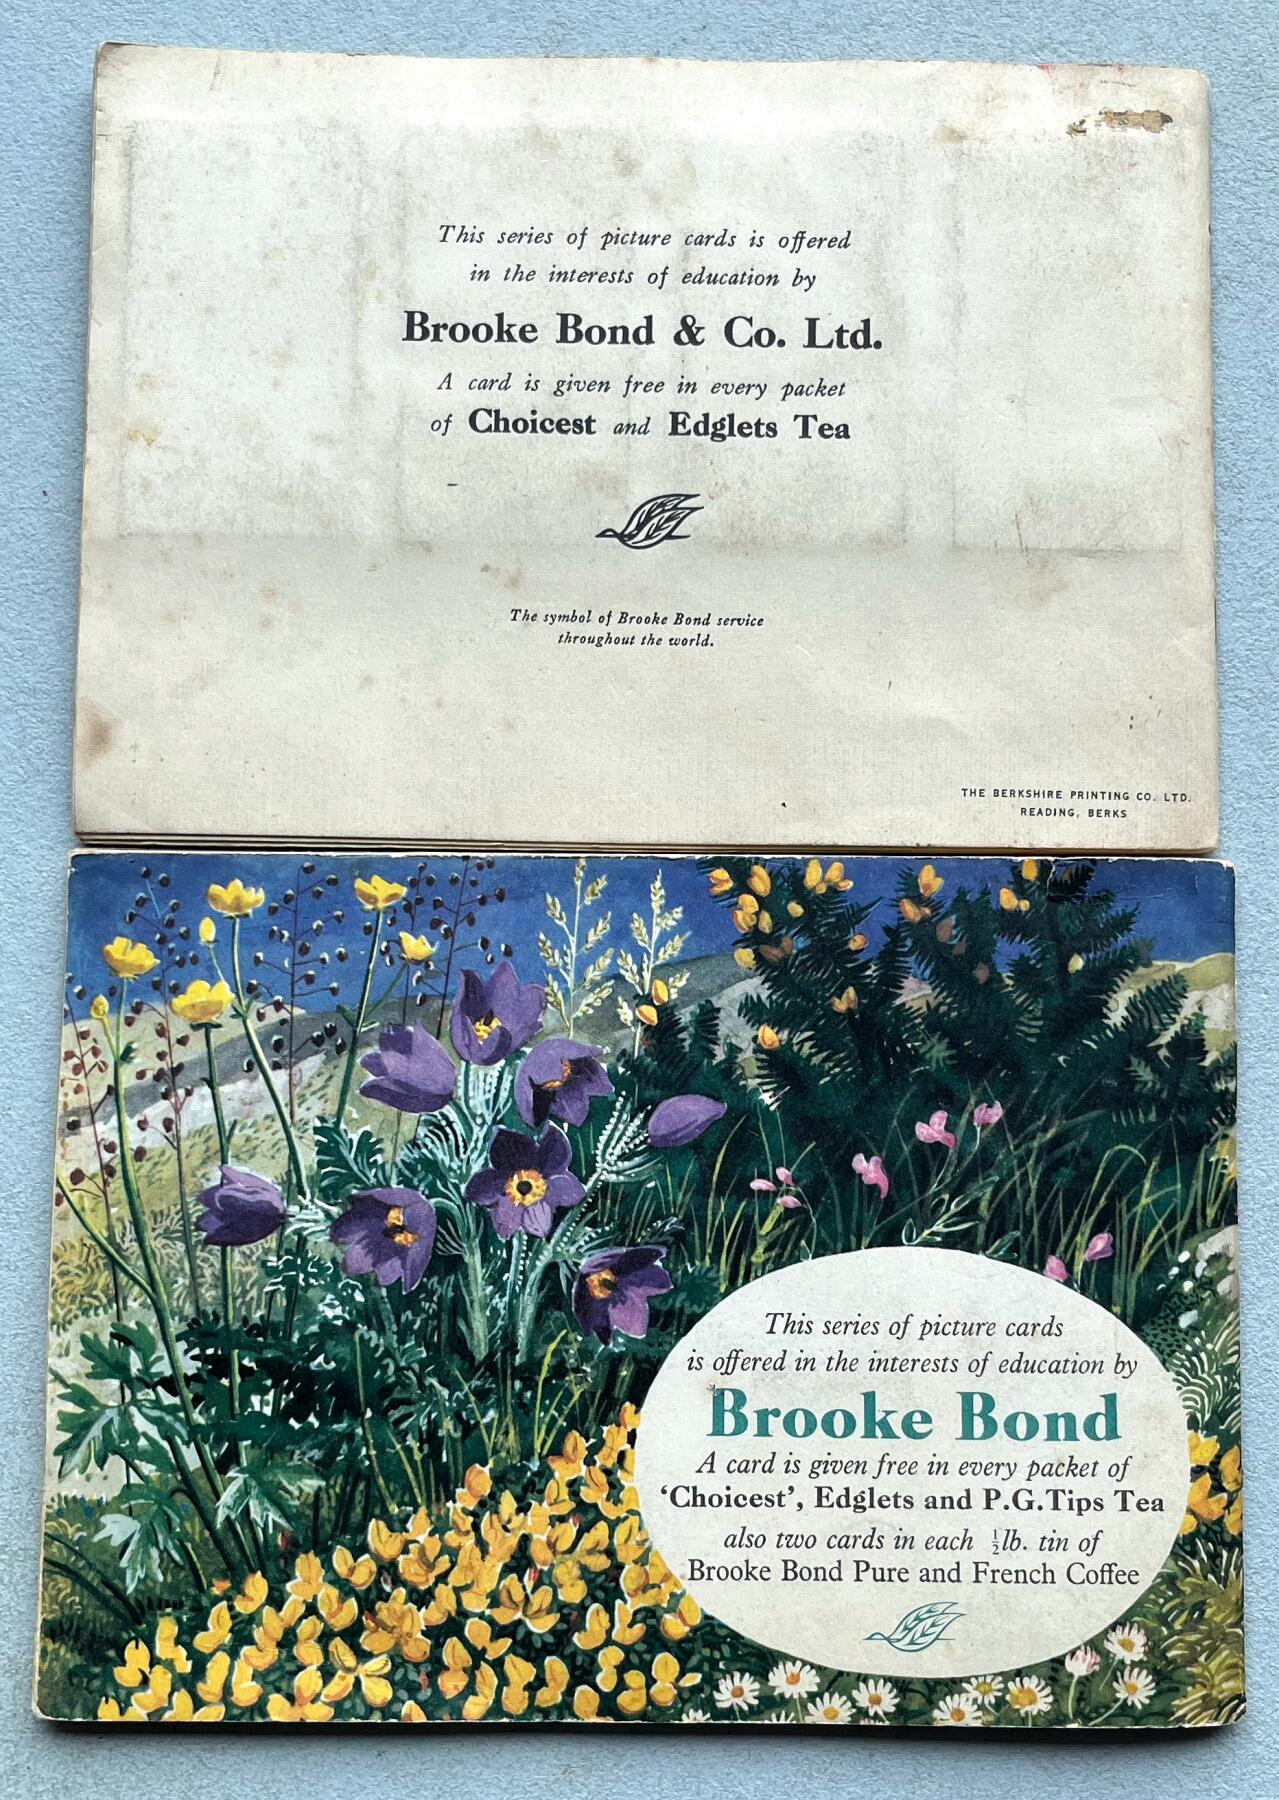 This series of picture cards is offered
in the interests of education by
Brooke Bond & Co. Ltd.
A card is given free in every packet
of Choicest and Edglets Tea
The symbol of Brooke Bond service
throughout the world.
THE BERKSHIRE PRINTING CO. LTD.
READING, BERKS
This series of picture cards
is offered in the interests of education by
Brooke Bond
A card is given free in every packet of
‘Choicest’, Edglets and P.G.Tips Tea
also two cards in each ½lb. tin of
Brooke Bond Pure and French Coffee